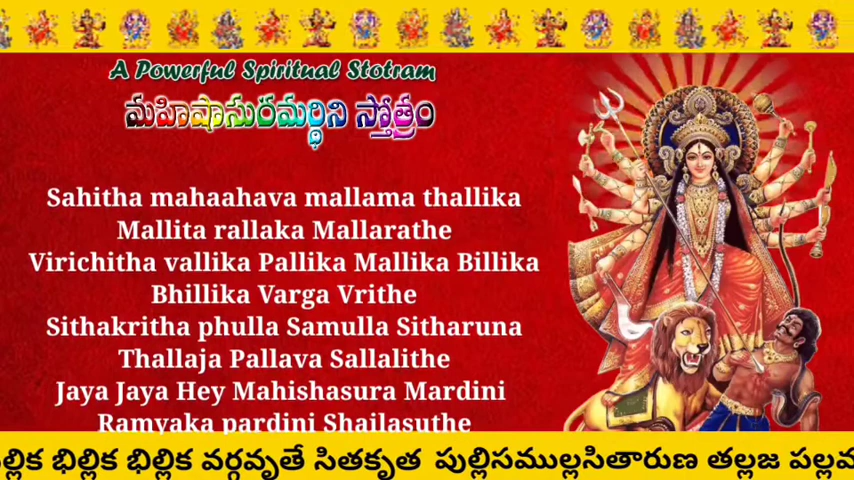 A Powerful Spiritual Stotram
మహిషాసురమర్ధిని స్తోత్రం
Sahitha mahaahava mallama thallika
Mallita rallaka Mallarathe
Virichitha vallika Pallika Mallika Billika
Bhillika Varga Vrithe
Sithakritha phulla Samulla Sitharuna
Thallaja Pallava Sallalithe
Jaya Jaya Hey Mahishasura Mardini
Ramyaka pardini Shailasuthe
భిల్లిక భిల్లిక వర్గవృతే సితకృత పుల్లిసముల్లసితారుణ తల్లజ